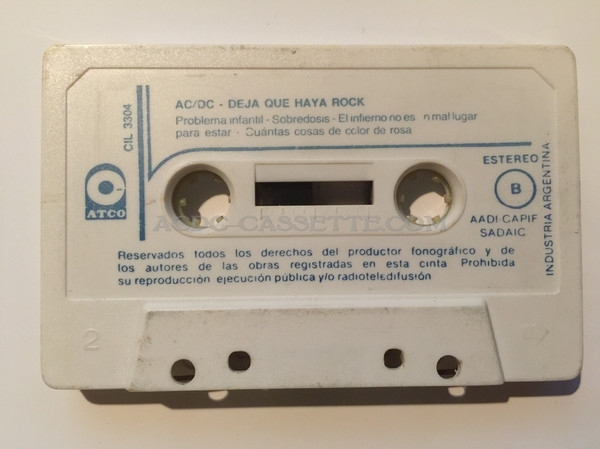 AC/DC - DEJA QUE HAYA ROCK
Problema infantil - Sobredosis - El infierno no es n mal lugar
para estar - Cuántas cosas de color de rosa
CIL 3304
ATCO
ESTEREO
B
AADI-CAPIF
SADAIC
INDUSTRIA ARGENTINA
ACDC-CASSETTE.COM
Reservados todos los derechos del productor fonográfico y de
los autores de las obras registradas en esta cinta Prohibida
su reproducción ejecución pública y/o radioteledifusión
2